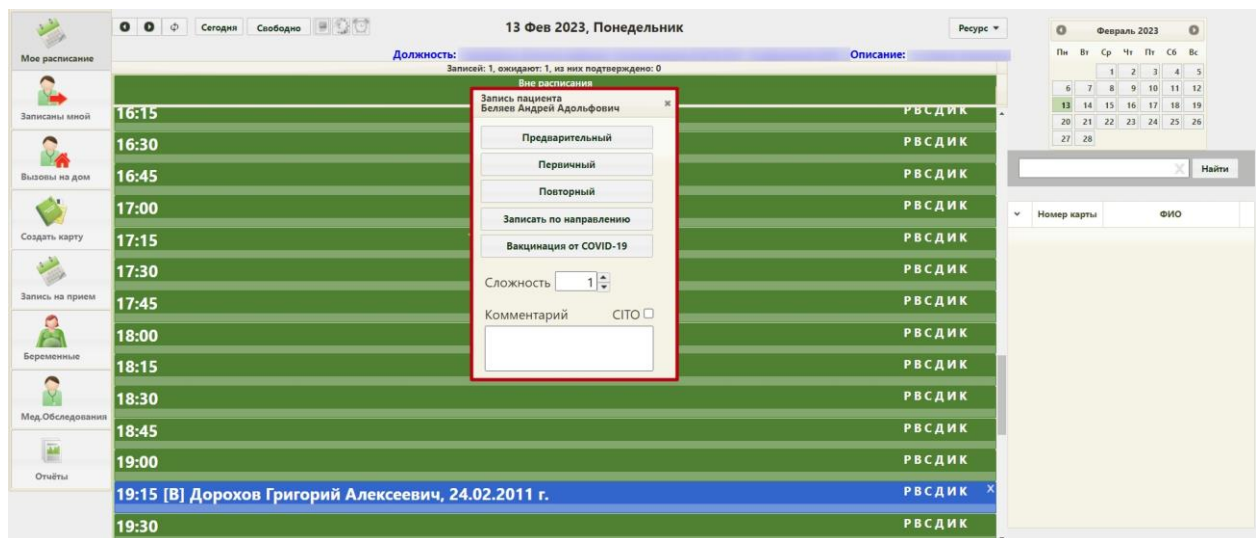 Мое расписание
Записаны мной
Вызовы на дом
Создать карту
Запись на прием
Беременные
Мед.Обследования
Отчёты
Сегодня Свободно 13 Фев 2023, Понедельник Ресурс
Должность: Описание:
Записей: 1, ожидают: 1, из них подтверждено: 0
Вне расписания
16:15 Р В С Д И К
16:30 Р В С Д И К
16:45 Р В С Д И К
17:00 Р В С Д И К
17:15 Р В С Д И К
17:30 Р В С Д И К
17:45 Р В С Д И К
18:00 Р В С Д И К
18:15 Р В С Д И К
18:30 Р В С Д И К
18:45 Р В С Д И К
19:00 Р В С Д И К
19:15 [В] Дорохов Григорий Алексеевич, 24.02.2011 г. Р В С Д И К X
19:30 Р В С Д И К
Запись пациента
Беляев Андрей Адольфович
Предварительный
Первичный
Повторный
Записать по направлению
Вакцинация от COVID-19
Сложность 1
Комментарий CITO
Февраль 2023
Пн Вт Ср Чт Пт Сб Вс
1 2 3 4 5
6 7 8 9 10 11 12
13 14 15 16 17 18 19
20 21 22 23 24 25 26
27 28
Найти
Номер карты ФИО